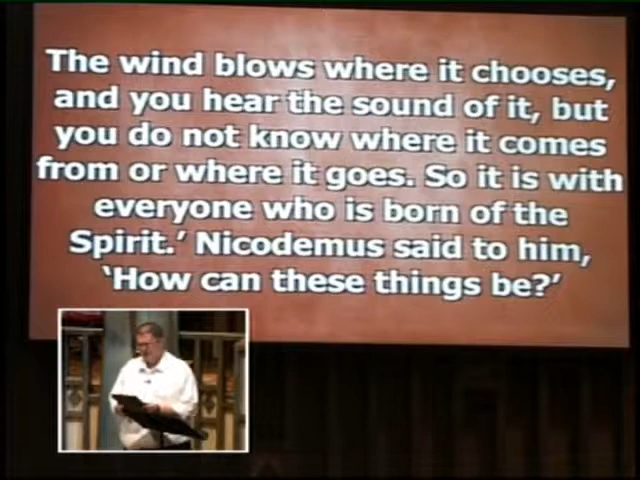 The wind blows where it chooses,
and you hear the sound of it, but
you do not know where it comes
from or where it goes. So it is with
everyone who is born of the
Spirit.’ Nicodemus said to him,
‘How can these things be?’